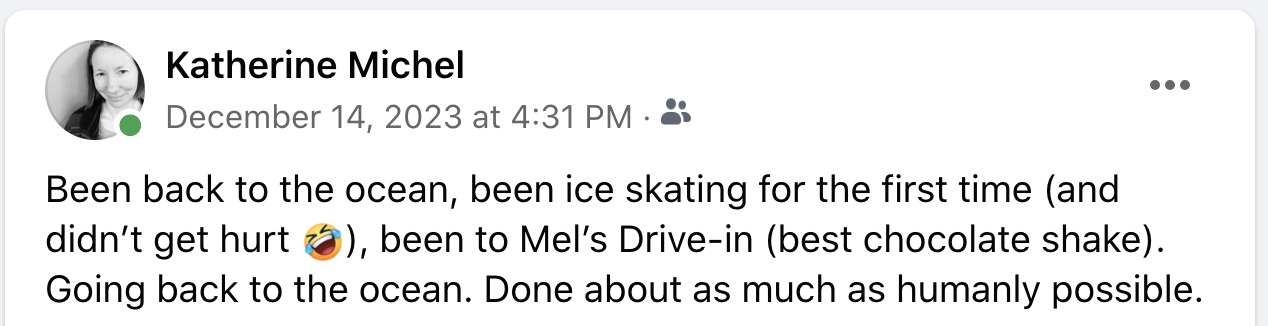 Katherine Michel
December 14, 2023 at 4:31 PM ·
Been back to the ocean, been ice skating for the first time (and
didn’t get hurt 🤣), been to Mel’s Drive-in (best chocolate shake).
Going back to the ocean. Done about as much as humanly possible.